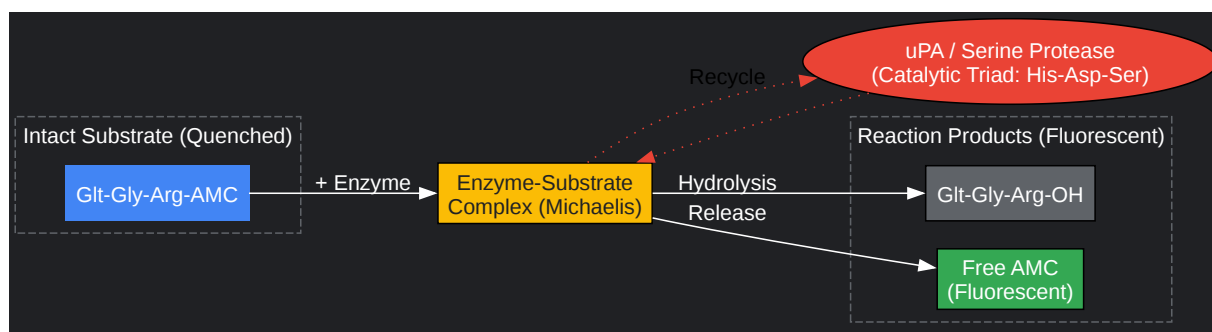 uPA / Serine Protease
(Catalytic Triad: His-Asp-Ser)
Recycle
Intact Substrate (Quenched)
Reaction Products (Fluorescent)
Glt-Gly-Arg-AMC
+ Enzyme
Enzyme-Substrate
Complex (Michaelis)
Hydrolysis
Release
Glt-Gly-Arg-OH
Free AMC
(Fluorescent)